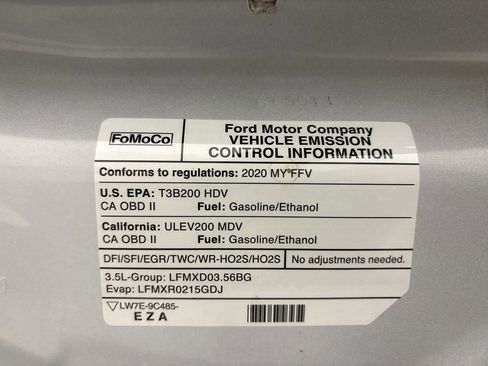 FoMoCo
Ford Motor Company
VEHICLE EMISSION
CONTROL INFORMATION
Conforms to regulations: 2020 MY FFV
U.S. EPA: T3B200 HDV
CA OBD II Fuel: Gasoline/Ethanol
California: ULEV200 MDV
CA OBD II Fuel: Gasoline/Ethanol
DFI/SFI/EGR/TWC/WR-HO2S/HO2S No adjustments needed.
3.5L-Group: LFMXD03.56BG
Evap: LFMXR0215GDJ
LW7E-9C485-
EZA